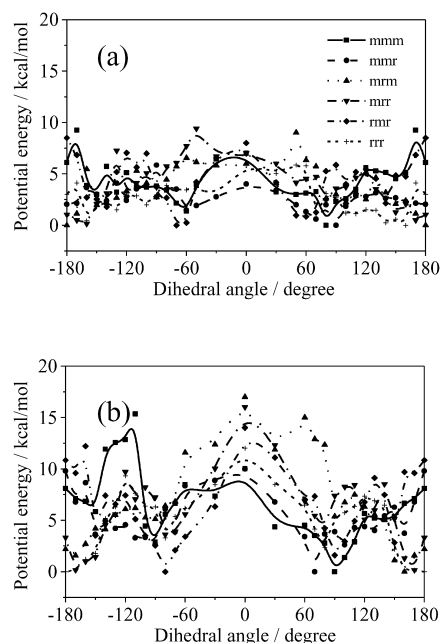 (a)
mmm
mmr
mrm
mrr
rmr
rrr
Potential energy / kcal/mol
20
15
10
5
0
-180 -120 -60 0 60 120 180
Dihedral angle / degree
(b)
Potential energy / kcal/mol
20
15
10
5
0
-180 -120 -60 0 60 120 180
Dihedral angle / degree